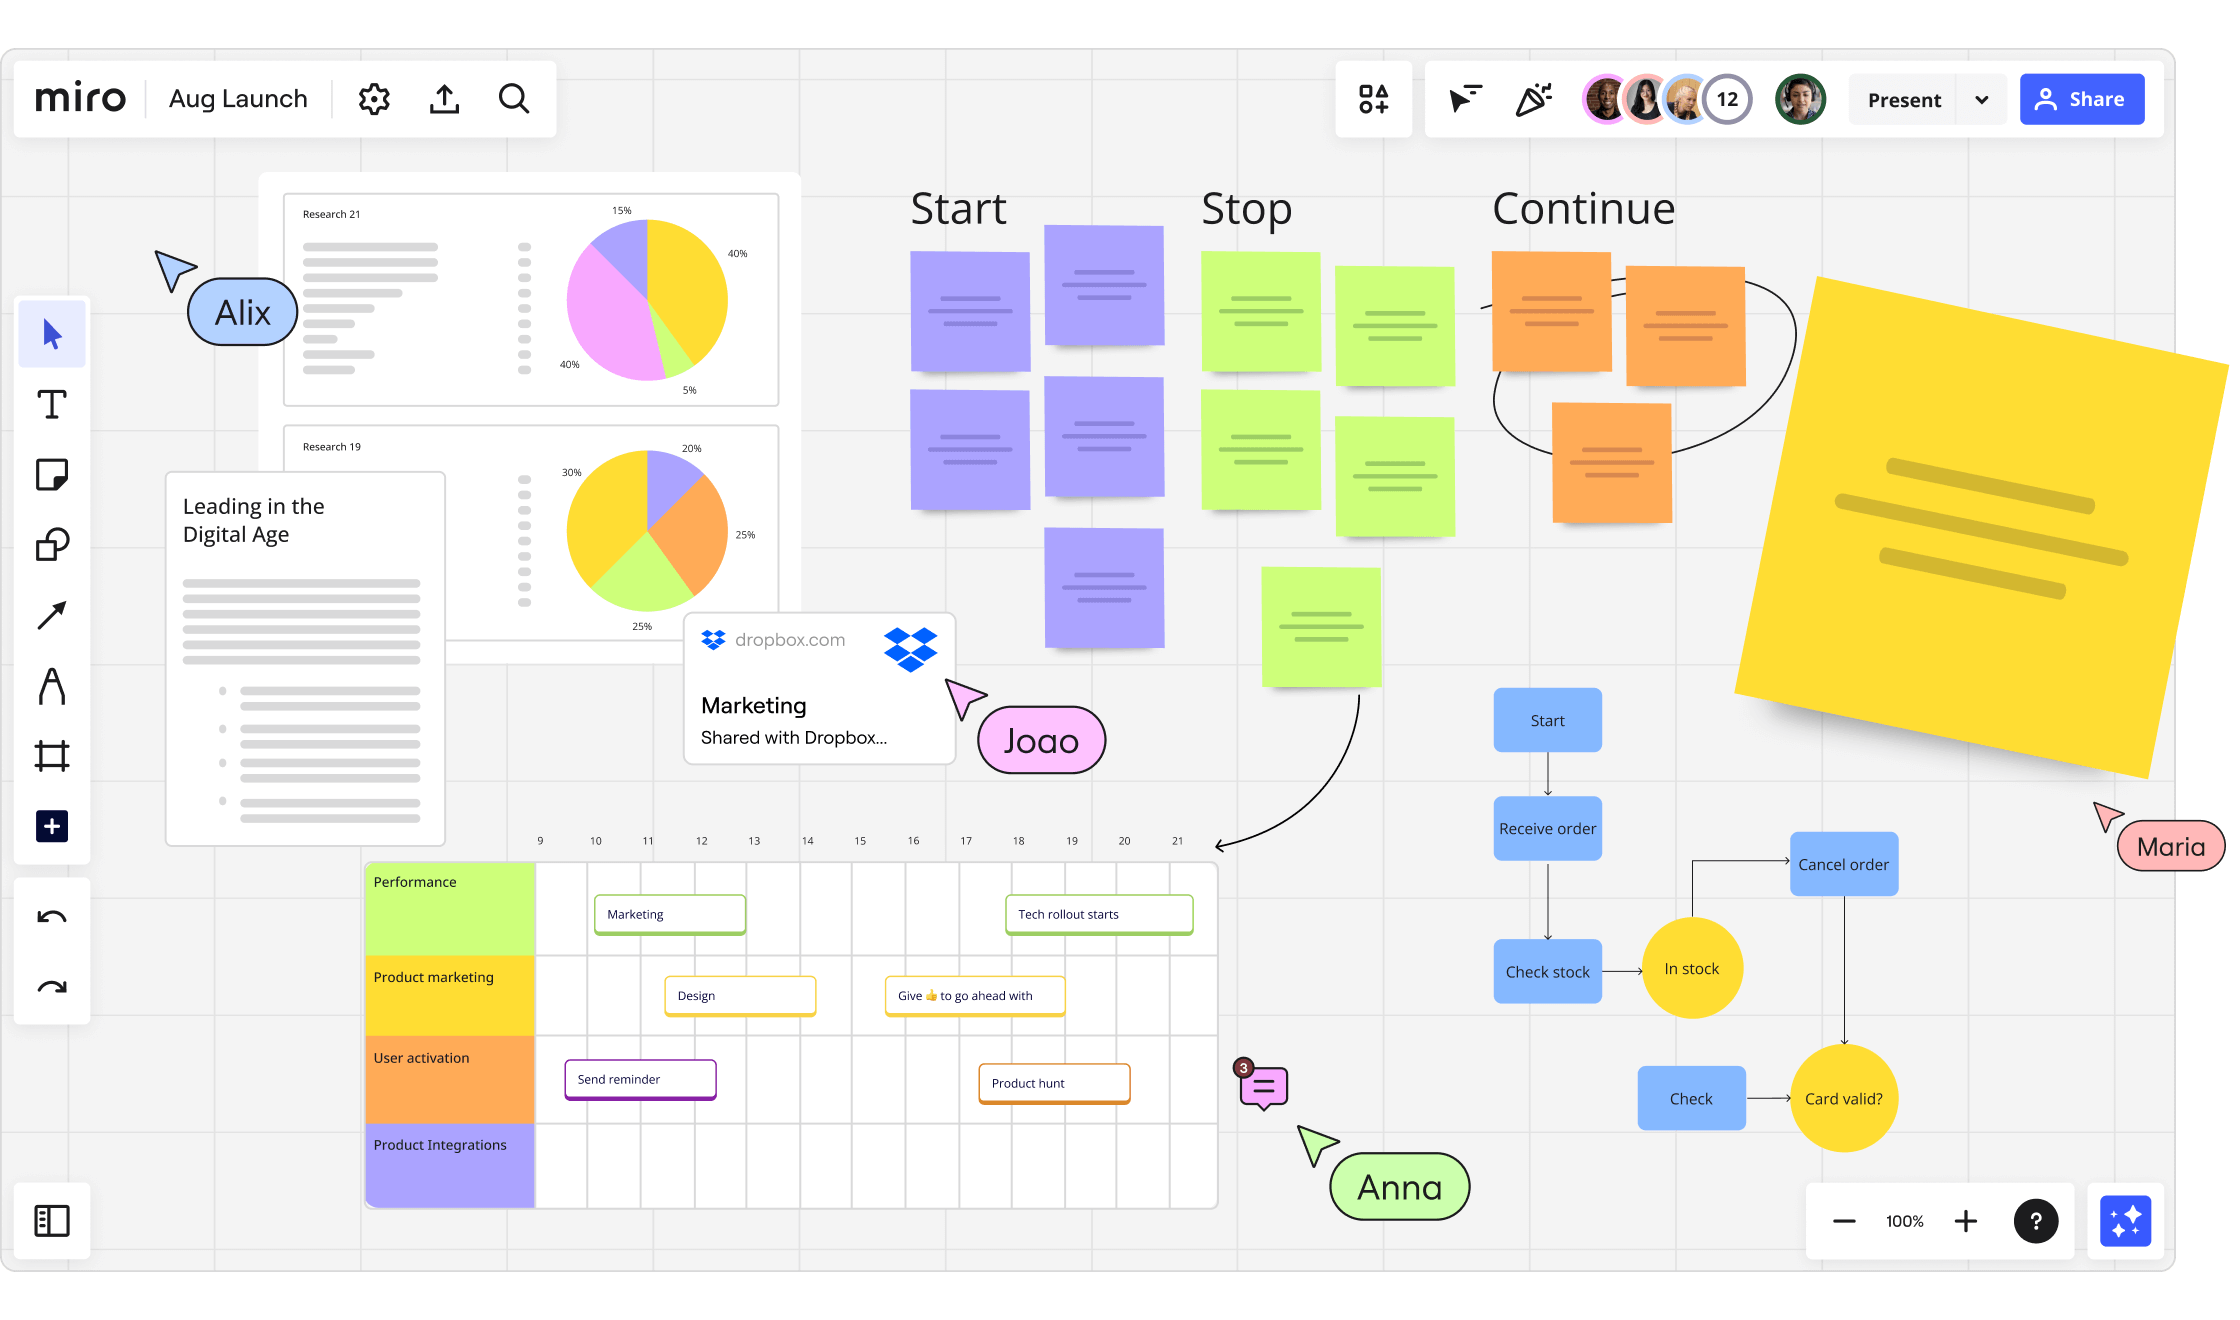 miro
Aug Launch
12
Present
Share
Alix
Research 21
15%
40%
40%
5%
Research 19
20%
30%
25%
25%
Leading in the
Digital Age
dropbox.com
Marketing
Shared with Dropbox...
Joao
Start
Stop
Continue
9 10 11 12 13 14 15 16 17 18 19 20 21
Performance
Marketing
Tech rollout starts
Product marketing
Design
Give 👍 to go ahead with
User activation
Send reminder
Product hunt
Product Integrations
3
Anna
Start
Receive order
Check stock
In stock
Cancel order
Check
Card valid?
Maria
100%
?